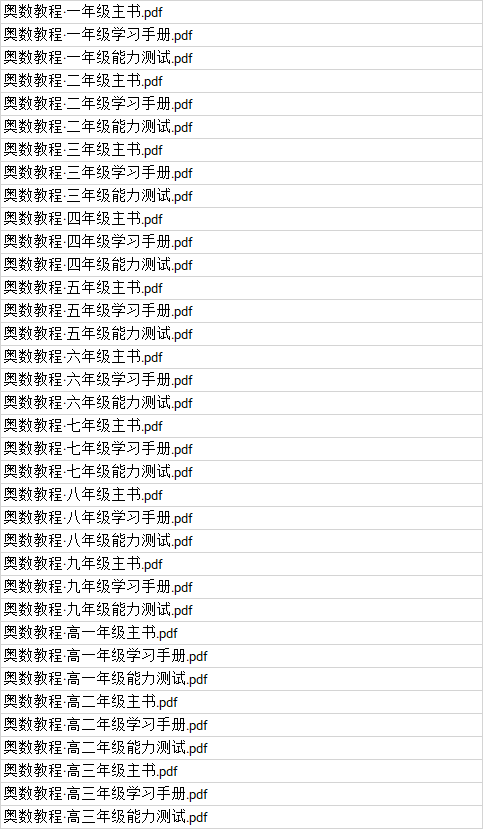 奥数教程·一年级主书.pdf
奥数教程·一年级学习手册.pdf
奥数教程·一年级能力测试.pdf
奥数教程·二年级主书.pdf
奥数教程·二年级学习手册.pdf
奥数教程·二年级能力测试.pdf
奥数教程·三年级主书.pdf
奥数教程·三年级学习手册.pdf
奥数教程·三年级能力测试.pdf
奥数教程·四年级主书.pdf
奥数教程·四年级学习手册.pdf
奥数教程·四年级能力测试.pdf
奥数教程·五年级主书.pdf
奥数教程·五年级学习手册.pdf
奥数教程·五年级能力测试.pdf
奥数教程·六年级主书.pdf
奥数教程·六年级学习手册.pdf
奥数教程·六年级能力测试.pdf
奥数教程·七年级主书.pdf
奥数教程·七年级学习手册.pdf
奥数教程·七年级能力测试.pdf
奥数教程·八年级主书.pdf
奥数教程·八年级学习手册.pdf
奥数教程·八年级能力测试.pdf
奥数教程·九年级主书.pdf
奥数教程·九年级学习手册.pdf
奥数教程·九年级能力测试.pdf
奥数教程·高一年级主书.pdf
奥数教程·高一年级学习手册.pdf
奥数教程·高一年级能力测试.pdf
奥数教程·高二年级主书.pdf
奥数教程·高二年级学习手册.pdf
奥数教程·高二年级能力测试.pdf
奥数教程·高三年级主书.pdf
奥数教程·高三年级学习手册.pdf
奥数教程·高三年级能力测试.pdf